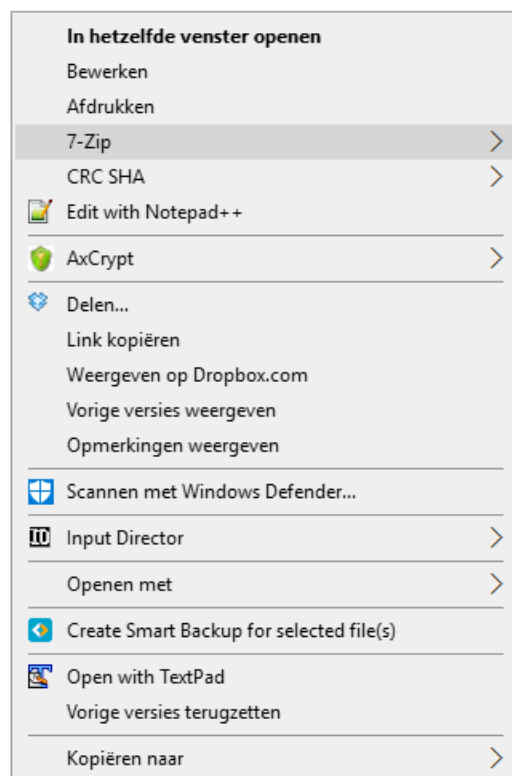 In hetzelfde venster openen
Bewerken
Afdrukken
7-Zip
CRC SHA
Edit with Notepad++
AxCrypt
Delen...
Link kopiëren
Weergeven op Dropbox.com
Vorige versies weergeven
Opmerkingen weergeven
Scannen met Windows Defender...
Input Director
Openen met
Create Smart Backup for selected file(s)
Open with TextPad
Vorige versies terugzetten
Kopiëren naar